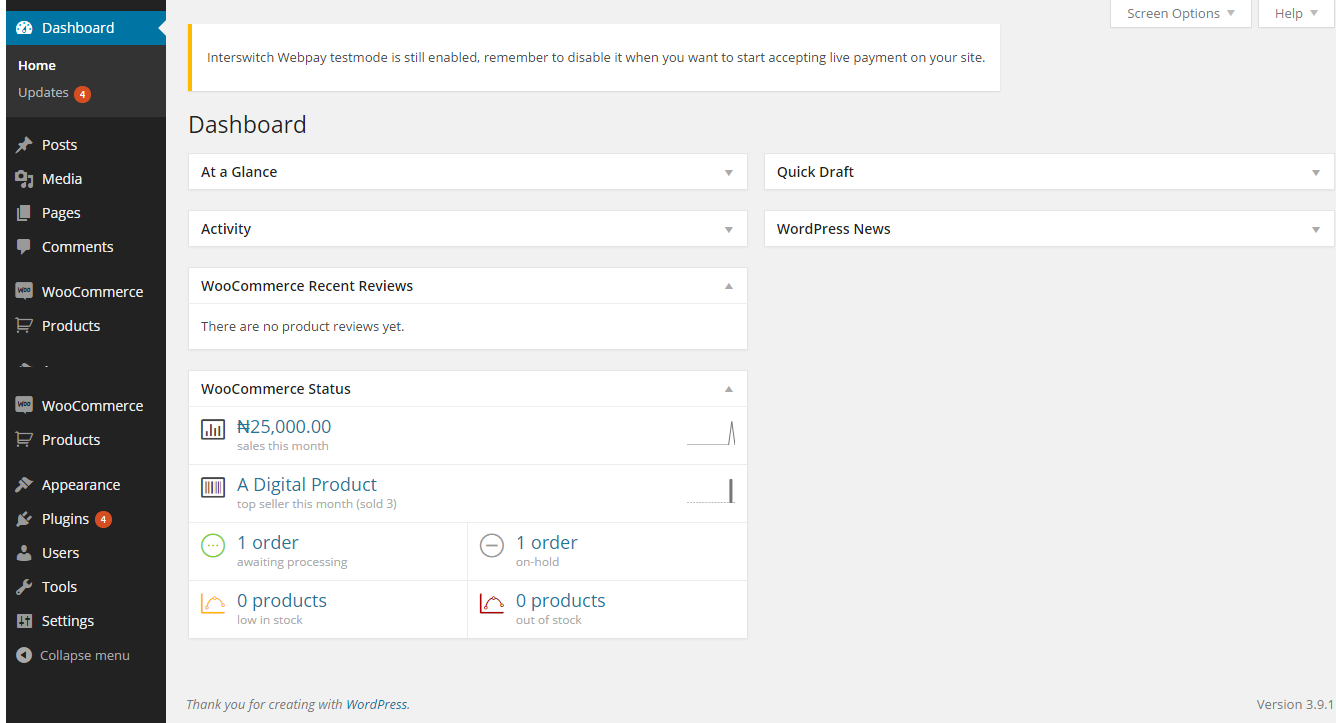 Dashboard
Home
Updates 4
Posts
Media
Pages
Comments
WooCommerce
Products
WooCommerce
Products
Appearance
Plugins 4
Users
Tools
Settings
Collapse menu
Screen Options
Help
Interswitch Webpay testmode is still enabled, remember to disable it when you want to start accepting live payment on your site.
Dashboard
At a Glance
Quick Draft
Activity
WordPress News
WooCommerce Recent Reviews
There are no product reviews yet.
WooCommerce Status
₦25,000.00
sales this month
A Digital Product
top seller this month (sold 3)
1 order
awaiting processing
1 order
on-hold
0 products
low in stock
0 products
out of stock
Thank you for creating with WordPress.
Version 3.9.1